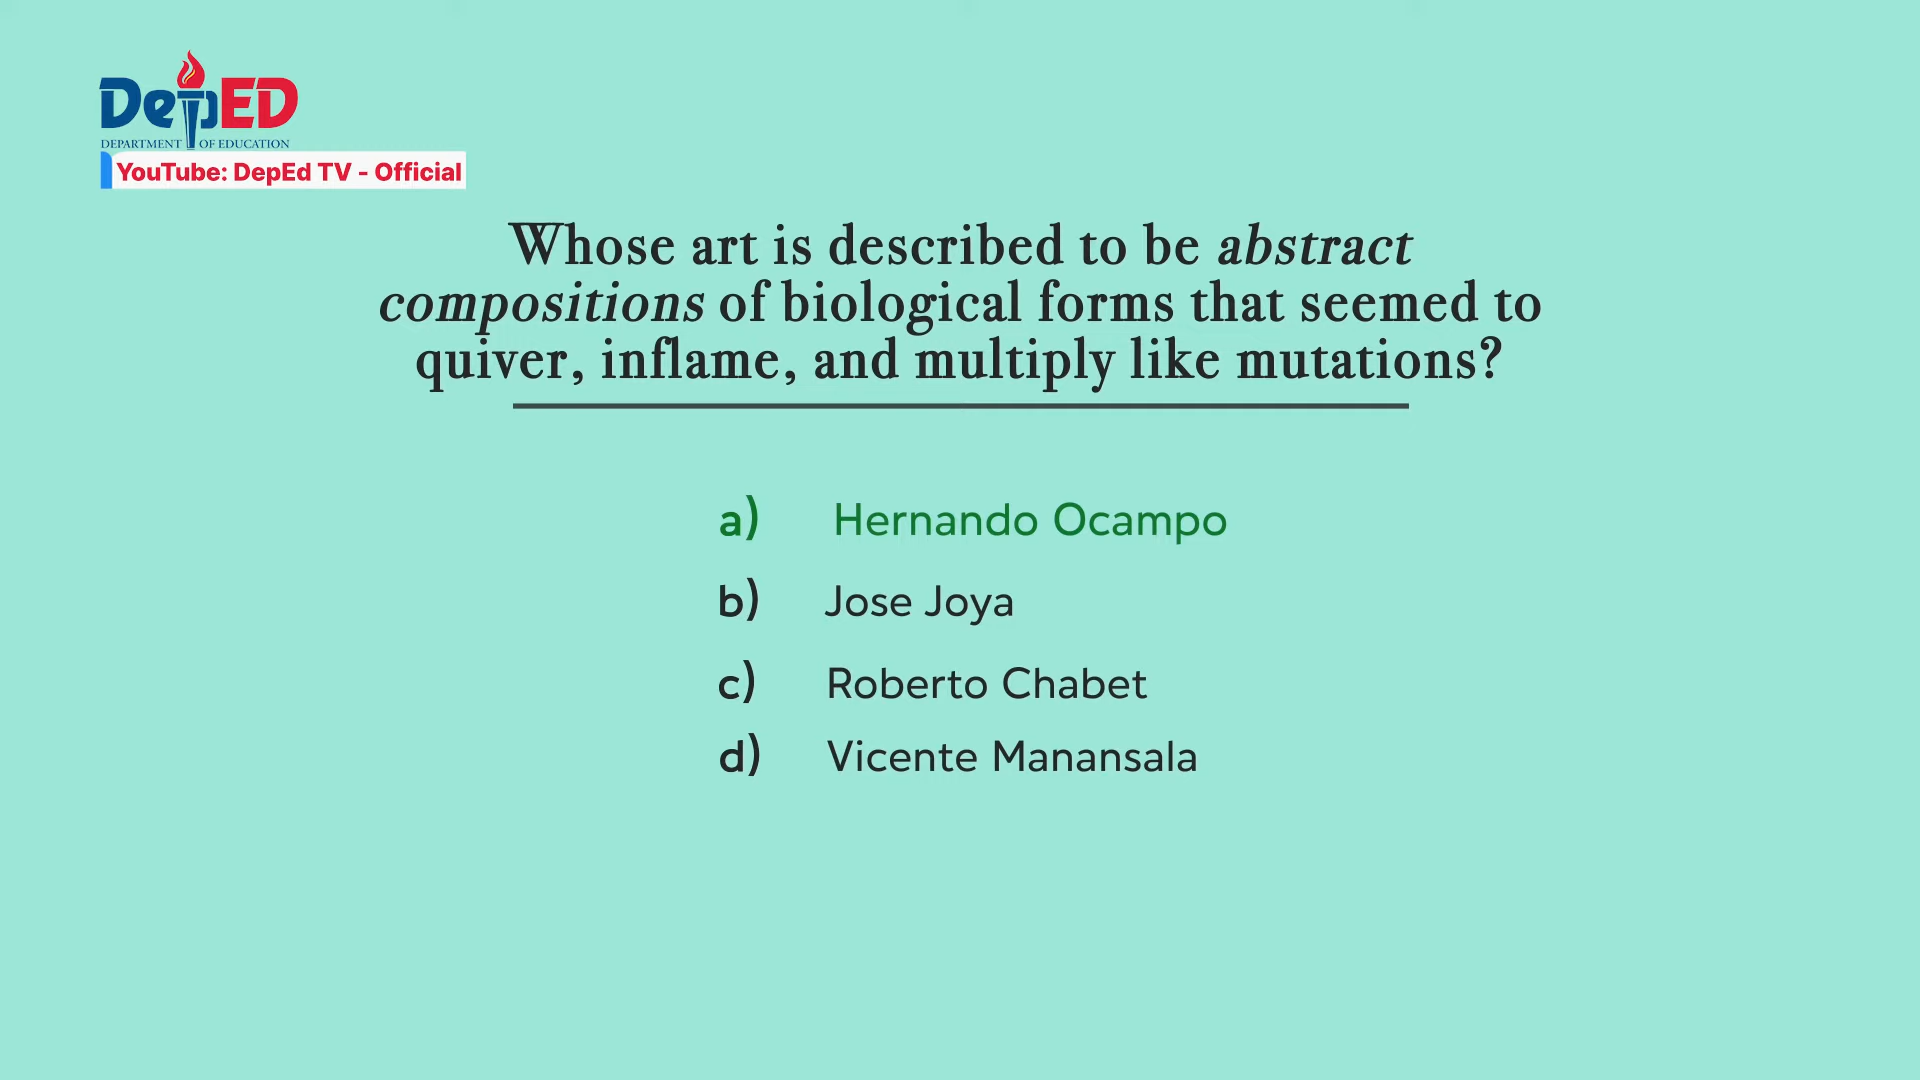 DepED
DEPARTMENT OF EDUCATION
YouTube: DepEd TV - Official
Whose art is described to be abstract
compositions of biological forms that seemed to
quiver, inflame, and multiply like mutations?
a) Hernando Ocampo
b) Jose Joya
c) Roberto Chabet
d) Vicente Manansala